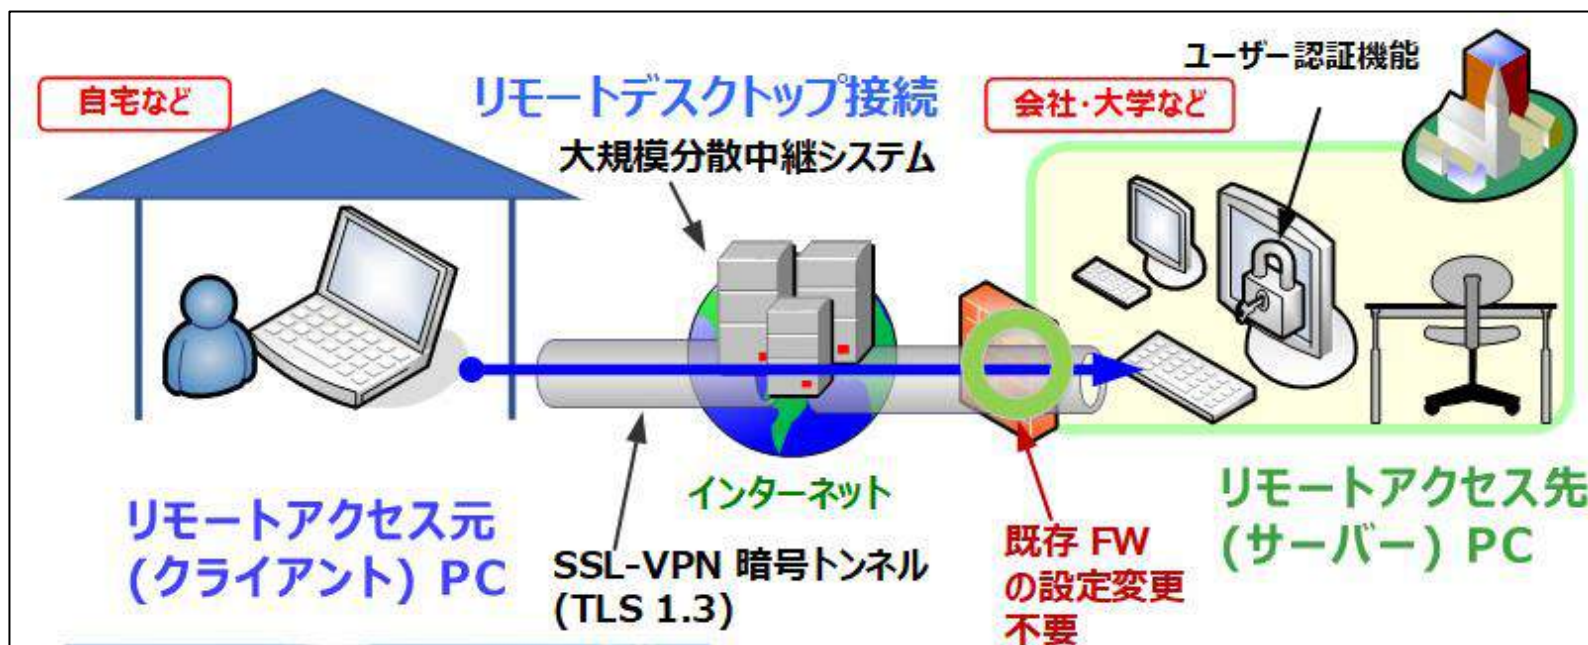 自宅など
リモートデスクトップ接続
大規模分散中継システム
ユーザー認証機能
会社・大学など
インターネット
リモートアクセス元
(クライアント) PC
SSL-VPN 暗号トンネル
(TLS 1.3)
既存 FW
の設定変更
不要
リモートアクセス先
(サーバー) PC